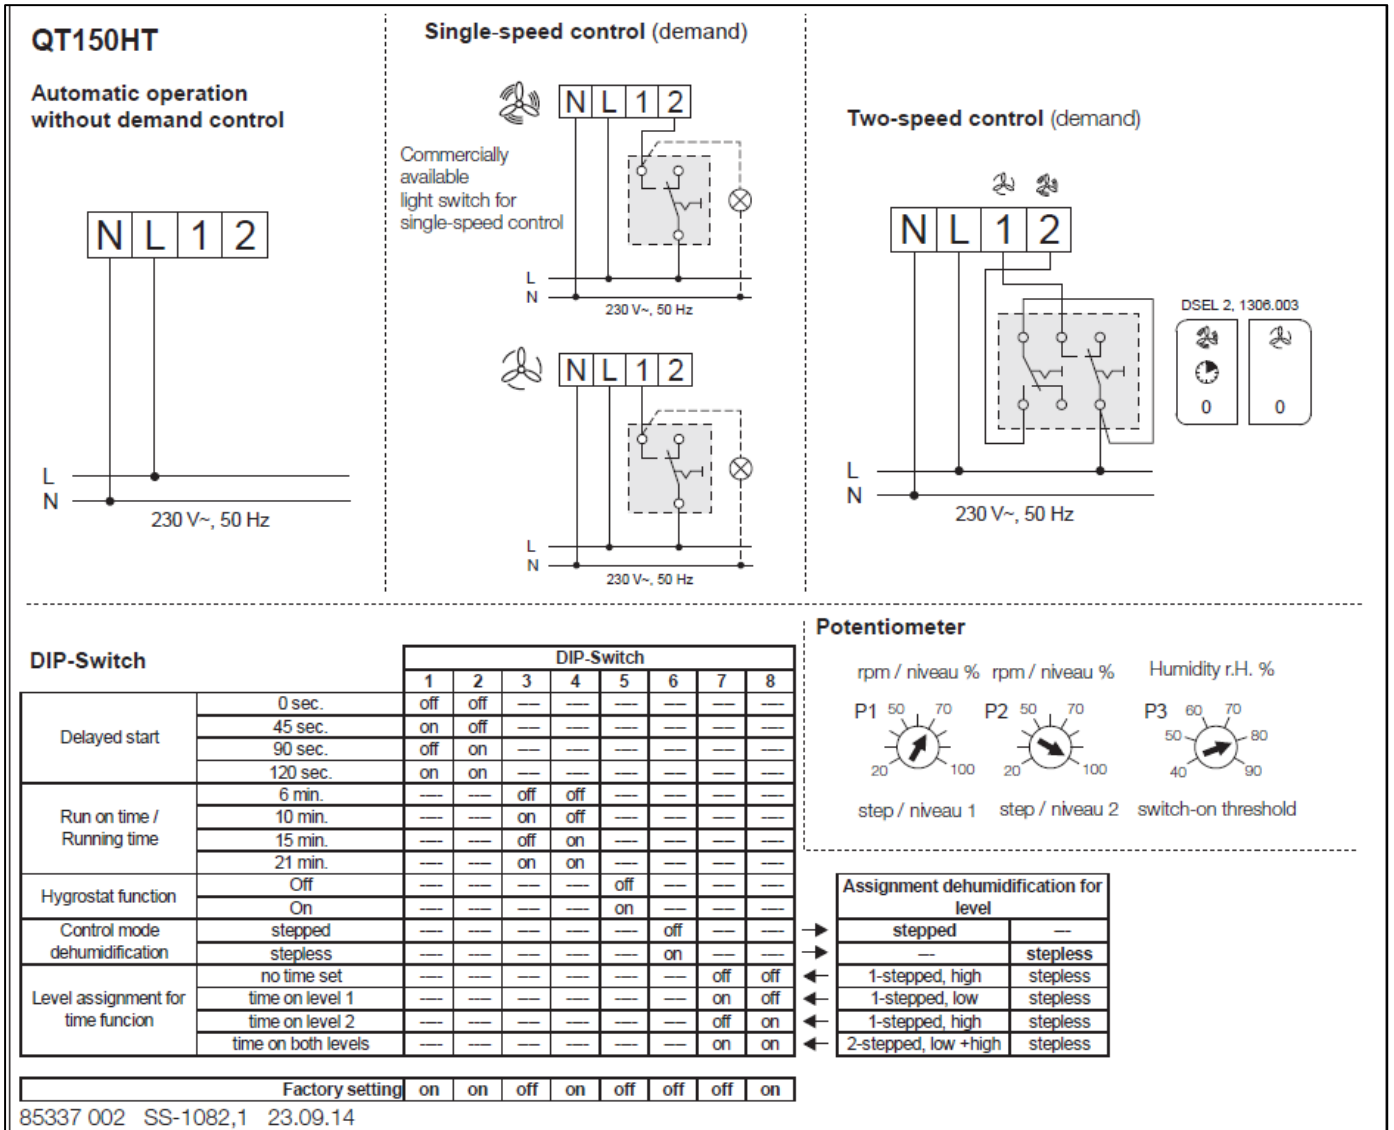 QT150HT
Automatic operation
without demand control
N L 1 2
L
N
230 V~, 50 Hz
Single-speed control (demand)
N L 1 2
Commercially
available
light switch for
single-speed control
L
N
230 V~, 50 Hz
N L 1 2
L
N
230 V~, 50 Hz
Two-speed control (demand)
N L 1 2
DSEL 2, 1306.003
0 0
L
N
230 V~, 50 Hz
DIP-Switch
DIP-Switch
1 2 3 4 5 6 7 8
Delayed start
0 sec. off off ---- ---- ---- ---- ---- ----
45 sec. on off ---- ---- ---- ---- ---- ----
90 sec. off on ---- ---- ---- ---- ---- ----
120 sec. on on ---- ---- ---- ---- ---- ----
Run on time /
Running time
6 min. ---- ---- off off ---- ---- ---- ----
10 min. ---- ---- on off ---- ---- ---- ----
15 min. ---- ---- off on ---- ---- ---- ----
21 min. ---- ---- on on ---- ---- ---- ----
Hygrostat function
Off ---- ---- ---- ---- off ---- ---- ----
On ---- ---- ---- ---- on ---- ---- ----
Control mode
dehumidification
stepped ---- ---- ---- ---- ---- off ---- ----
stepless ---- ---- ---- ---- ---- on ---- ----
Level assignment for
time funcion
no time set ---- ---- ---- ---- ---- ---- off off
time on level 1 ---- ---- ---- ---- ---- ---- on off
time on level 2 ---- ---- ---- ---- ---- ---- off on
time on both levels ---- ---- ---- ---- ---- ---- on on
Factory setting on on off on off off off on
Potentiometer
rpm / niveau % rpm / niveau % Humidity r.H. %
P1 50 70 20 100
P2 50 70 20 100
P3 60 70 50 80 40 90
step / niveau 1 step / niveau 2 switch-on threshold
Assignment dehumidification for
level
stepped ---
--- stepless
1-stepped, high stepless
1-stepped, low stepless
1-stepped, high stepless
2-stepped, low +high stepless
85337 002 SS-1082,1 23.09.14